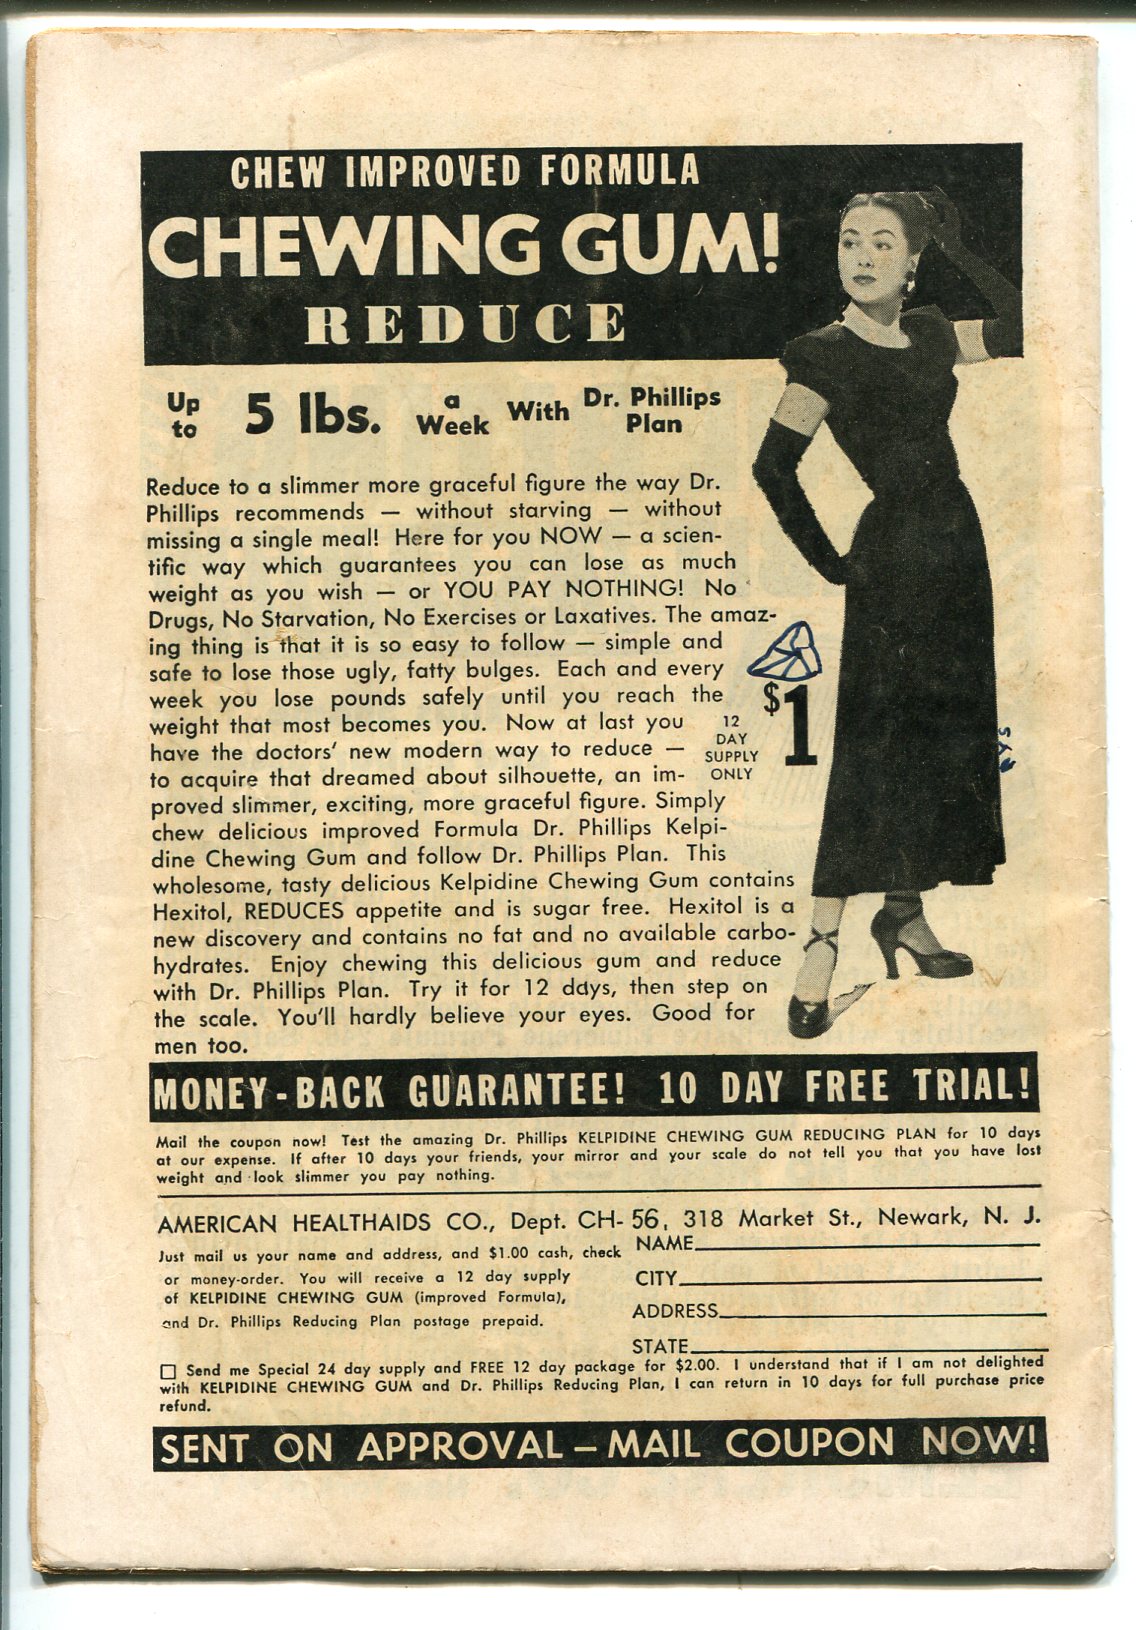 CHEW IMPROVED FORMULA
CHEWING GUM!
REDUCE
Up to 5 lbs. a Week With Dr. Phillips Plan
Reduce to a slimmer more graceful figure the way Dr.
Phillips recommends — without starving — without
missing a single meal! Here for you NOW — a scien-
tific way which guarantees you can lose as much
weight as you wish — or YOU PAY NOTHING! No
Drugs, No Starvation, No Exercises or Laxatives. The amaz-
ing thing is that it is so easy to follow — simple and
safe to lose those ugly, fatty bulges. Each and every
week you lose pounds safely until you reach the
weight that most becomes you. Now at last you
have the doctors' new modern way to reduce —
to acquire that dreamed about silhouette, an im-
proved slimmer, exciting, more graceful figure. Simply
chew delicious improved Formula Dr. Phillips Kelpi-
dine Chewing Gum and follow Dr. Phillips Plan. This
wholesome, tasty delicious Kelpidine Chewing Gum contains
Hexitol, REDUCES appetite and is sugar free. Hexitol is a
new discovery and contains no fat and no available carbo-
hydrates. Enjoy chewing this delicious gum and reduce
with Dr. Phillips Plan. Try it for 12 days, then step on
the scale. You'll hardly believe your eyes. Good for
men too.
12
DAY
SUPPLY
ONLY
$1
MONEY-BACK GUARANTEE! 10 DAY FREE TRIAL!
Mail the coupon now! Test the amazing Dr. Phillips KELPIDINE CHEWING GUM REDUCING PLAN for 10 days
at our expense. If after 10 days your friends, your mirror and your scale do not tell you that you have lost
weight and look slimmer you pay nothing.
AMERICAN HEALTHAIDS CO., Dept. CH-56, 318 Market St., Newark, N. J.
Just mail us your name and address, and $1.00 cash, check
or money-order. You will receive a 12 day supply
of KELPIDINE CHEWING GUM (improved Formula),
and Dr. Phillips Reducing Plan postage prepaid.
NAME
CITY
ADDRESS
STATE
☐ Send me Special 24 day supply and FREE 12 day package for $2.00. I understand that if I am not delighted
with KELPIDINE CHEWING GUM and Dr. Phillips Reducing Plan, I can return in 10 days for full purchase price
refund.
SENT ON APPROVAL — MAIL COUPON NOW!